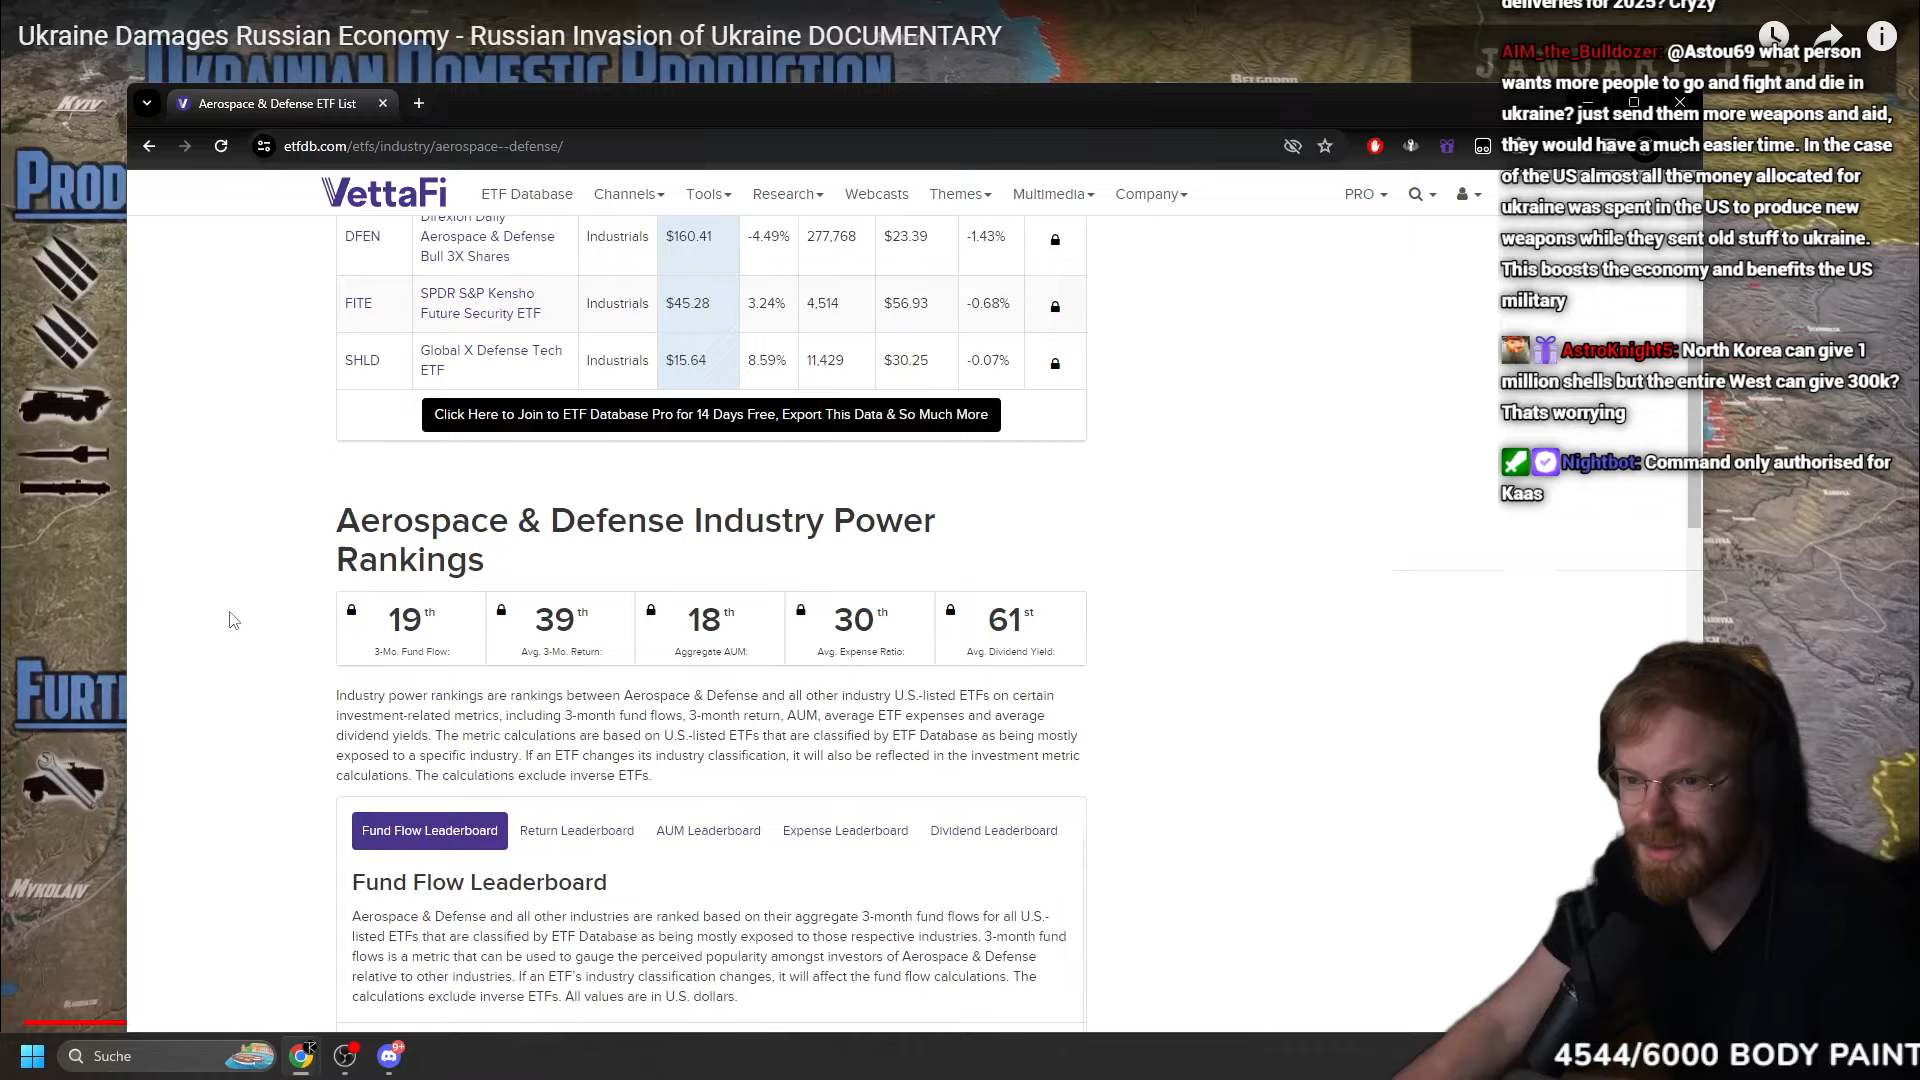 Ukraine Damages Russian Economy - Russian Invasion of Ukraine DOCUMENTARY
UKRAINIAN DOMESTIC PRODUCTION
KYIV
BELGOROD
PROD
FURTH
MYKOLAIV
Aerospace & Defense ETF List
etfdb.com/etfs/industry/aerospace--defense/
VettaFi
ETF Database
Channels
Tools
Research
Webcasts
Themes
Multimedia
Company
PRO
DFEN Direxion Daily Aerospace & Defense Bull 3X Shares Industrials $160.41 -4.49% 277,768 $23.39 -1.43%
FITE SPDR S&P Kensho Future Security ETF Industrials $45.28 3.24% 4,514 $56.93 -0.68%
SHLD Global X Defense Tech ETF Industrials $15.64 8.59% 11,429 $30.25 -0.07%
Click Here to Join to ETF Database Pro for 14 Days Free, Export This Data & So Much More
Aerospace & Defense Industry Power
Rankings
19th 39th 18th 30th 61st
3-Mo. Fund Flow: Avg. 3-Mo. Return: Aggregate AUM: Avg. Expense Ratio: Avg. Dividend Yield:
Industry power rankings are rankings between Aerospace & Defense and all other industry U.S.-listed ETFs on certain
investment-related metrics, including 3-month fund flows, 3-month return, AUM, average ETF expenses and average
dividend yields. The metric calculations are based on U.S.-listed ETFs that are classified by ETF Database as being mostly
exposed to a specific industry. If an ETF changes its industry classification, it will also be reflected in the investment metric
calculations. The calculations exclude inverse ETFs.
Fund Flow Leaderboard Return Leaderboard AUM Leaderboard Expense Leaderboard Dividend Leaderboard
Fund Flow Leaderboard
Aerospace & Defense and all other industries are ranked based on their aggregate 3-month fund flows for all U.S.-
listed ETFs that are classified by ETF Database as being mostly exposed to those respective industries. 3-month fund
flows is a metric that can be used to gauge the perceived popularity amongst investors of Aerospace & Defense
relative to other industries. If an ETF's industry classification changes, it will affect the fund flow calculations. The
calculations exclude inverse ETFs. All values are in U.S. dollars.
deliveries for 2025? Cryzy
AIM_the_Bulldozer: @Astou69 what person
wants more people to go and fight and die in
ukraine? just send them more weapons and aid,
they would have a much easier time. In the case
of the US almost all the money allocated for
ukraine was spent in the US to produce new
weapons while they sent old stuff to ukraine.
This boosts the economy and benefits the US
military
AstroKnight5: North Korea can give 1
million shells but the entire West can give 300k?
Thats worrying
Nightbot: Command only authorised for
Kaas
Suche
9+
4544/6000 BODY PAINT